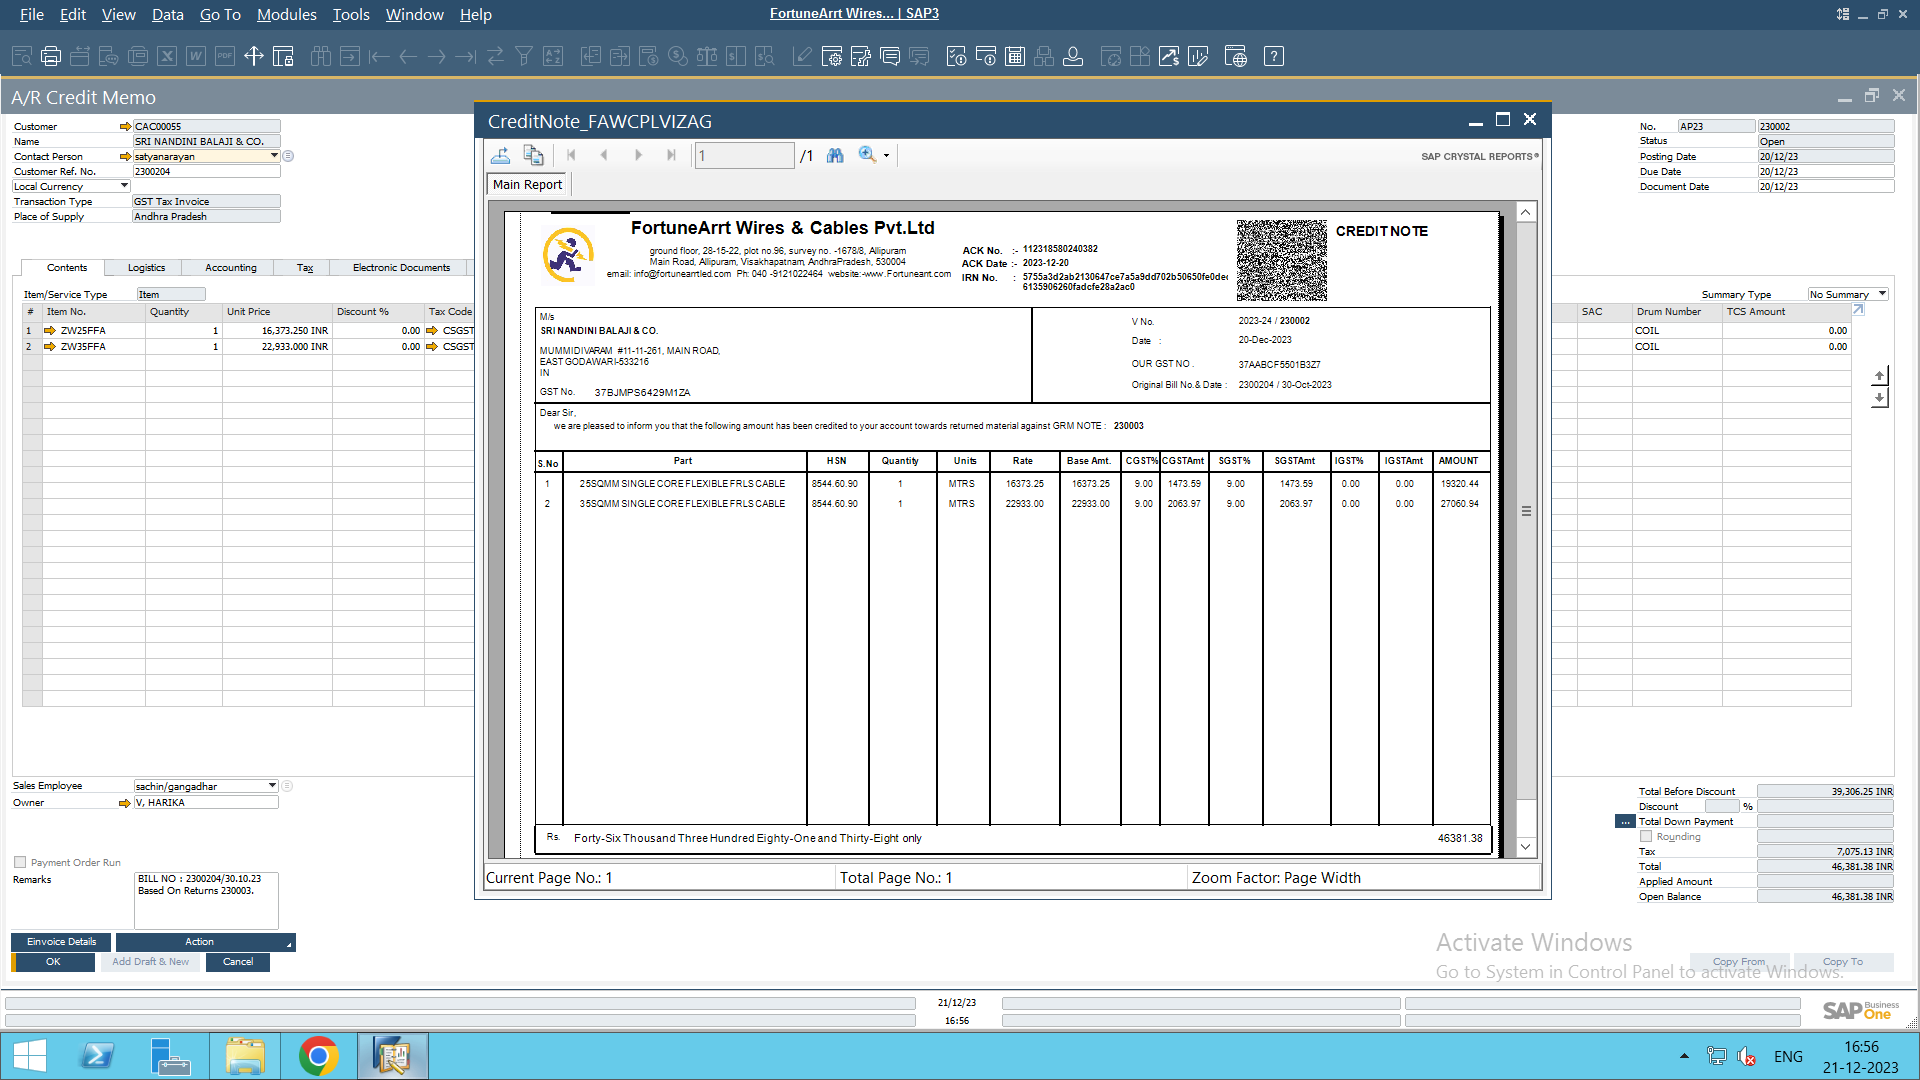 File Edit View Data Go To Modules Tools Window Help
FortuneArrt Wires... | SAP3
A/R Credit Memo
Customer CAC00055
Name SRI NANDINI BALAJI & CO.
Contact Person satyanarayan
Customer Ref. No. 2300204
Local Currency
Transaction Type GST Tax Invoice
Place of Supply Andhra Pradesh
No. AP23 230002
Status Open
Posting Date 20/12/23
Due Date 20/12/23
Document Date 20/12/23
Contents Logistics Accounting Tax Electronic Documents
Item/Service Type Item
Summary Type No Summary
# Item No. Quantity Unit Price Discount % Tax Code
1 ZW25FFA 1 16,373.250 INR 0.00 CSGST
2 ZW35FFA 1 22,933.000 INR 0.00 CSGST
SAC Drum Number TCS Amount
COIL 0.00
COIL 0.00
CreditNote_FAWCPLVIZAG
1 /1
SAP CRYSTAL REPORTS®
Main Report
FortuneArrt Wires & Cables Pvt.Ltd
ground floor, 28-15-22, plot no.96, survey no. -1678/8, Allipuram
Main Road, Allipuram, Visakhapatnam, AndhraPradesh, 530004
email: info@fortunearrtled.com Ph: 040 -9121022464 website:-www.Fortuneart.com
ACK No. :- 112318580240382
ACK Date :- 2023-12-20
IRN No. : 5755a3d2ab2130647ce7a5a9dd702b50650fe0dec
6135906260fadcfe28a2ac0
CREDIT NOTE
M/s
SRI NANDINI BALAJI & CO.
MUMMIDIVARAM #11-11-261, MAIN ROAD,
EAST GODAWARI-533216
IN
GST No. 37BJMPS6429M1ZA
V No. 2023-24 / 230002
Date : 20-Dec-2023
OUR GST NO . 37AABCF5501B3Z7
Original Bill No.& Date : 2300204 / 30-Oct-2023
Dear Sir,
we are pleased to inform you that the following amount has been credited to your account towards returned material against GRM NOTE : 230003
S.No Part HSN Quantity Units Rate Base Amt. CGST% CGSTAmt SGST% SGSTAmt IGST% IGSTAmt AMOUNT
1 25SQMM SINGLE CORE FLEXIBLE FRLS CABLE 8544.60.90 1 MTRS 16373.25 16373.25 9.00 1473.59 9.00 1473.59 0.00 0.00 19320.44
2 35SQMM SINGLE CORE FLEXIBLE FRLS CABLE 8544.60.90 1 MTRS 22933.00 22933.00 9.00 2063.97 9.00 2063.97 0.00 0.00 27060.94
Rs. Forty-Six Thousand Three Hundred Eighty-One and Thirty-Eight only 46381.38
Current Page No.: 1 Total Page No.: 1 Zoom Factor: Page Width
Sales Employee sachin/gangadhar
Owner V, HARIKA
Payment Order Run
Remarks BILL NO : 2300204/30.10.23
Based On Returns 230003.
Total Before Discount 39,306.25 INR
Discount %
... Total Down Payment
Rounding
Tax 7,075.13 INR
Total 46,381.38 INR
Applied Amount
Open Balance 46,381.38 INR
Einvoice Details Action
OK Add Draft & New Cancel
Copy From Copy To
Activate Windows
Go to System in Control Panel to activate Windows.
21/12/23
16:56
SAP Business One
ENG
16:56
21-12-2023